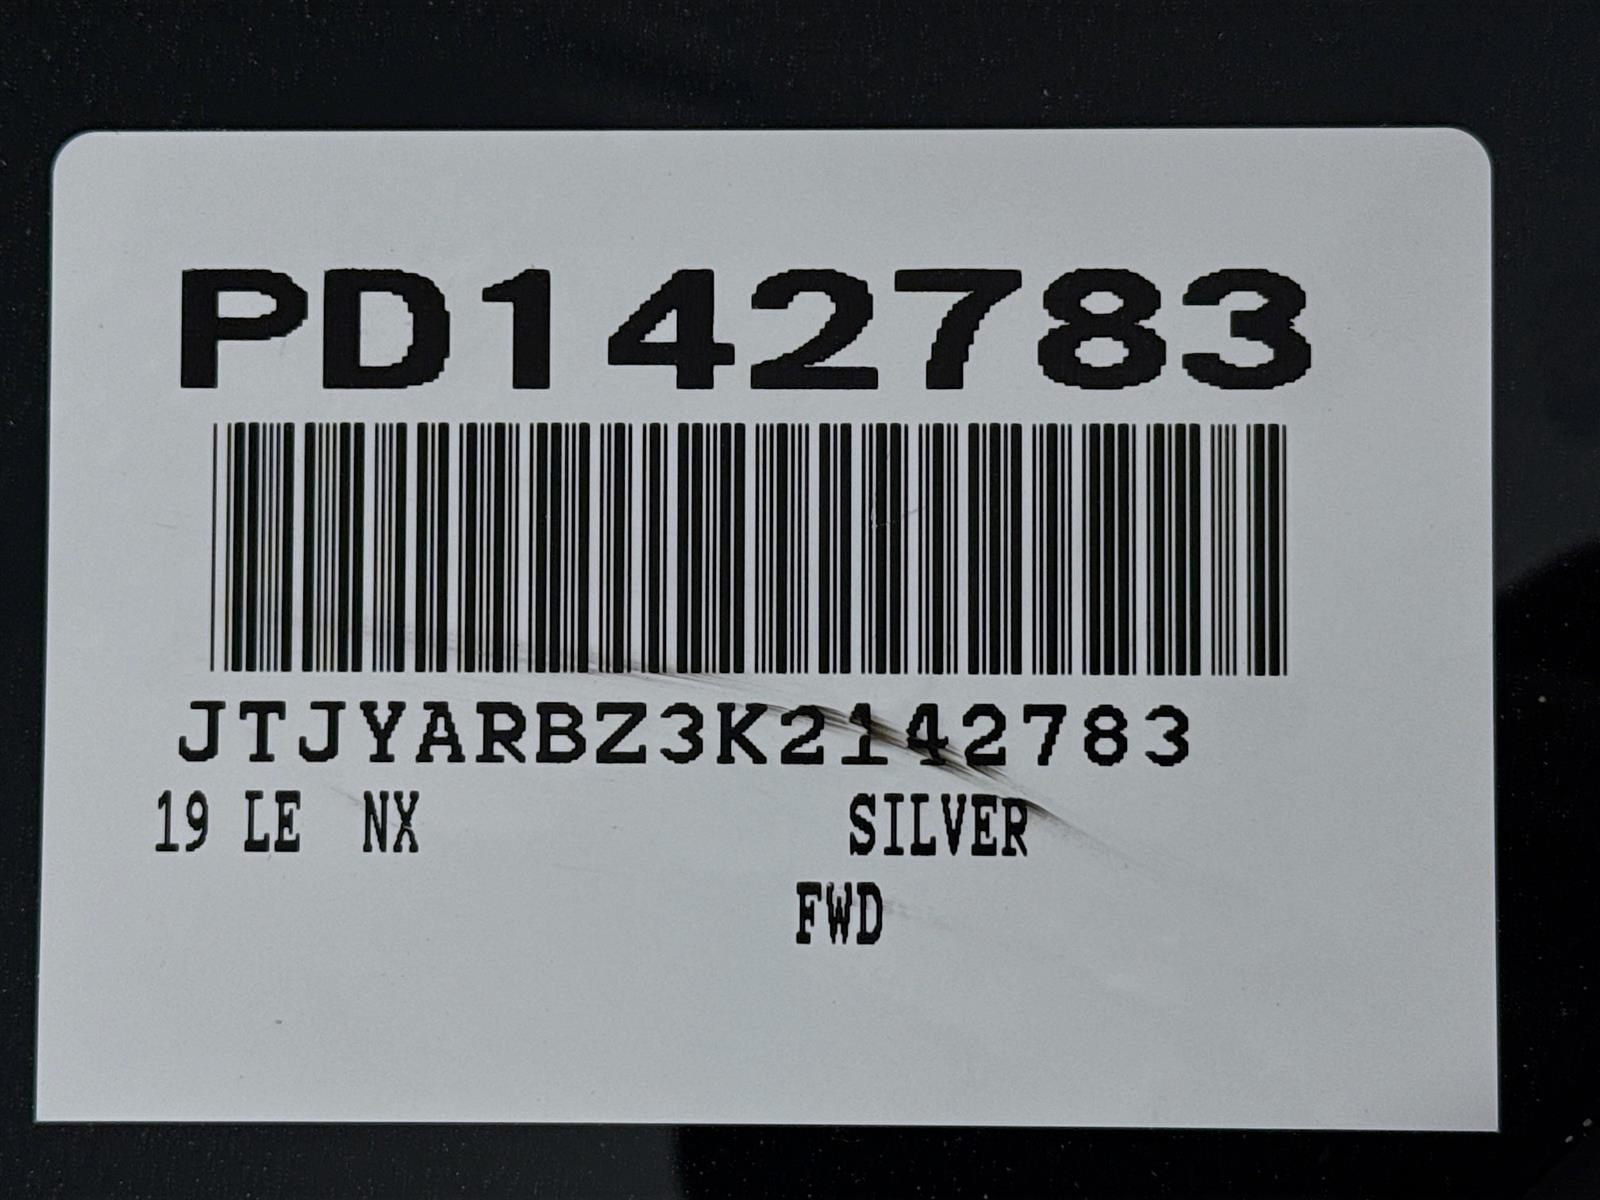 PD142783
JTJYARBZ3K2142783
19 LE NX SILVER
FWD